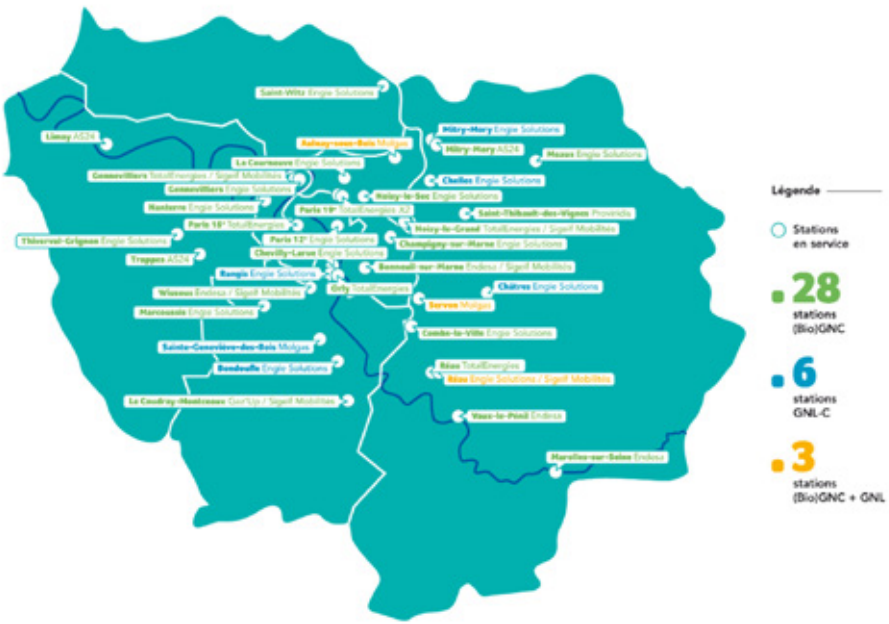 Saint-Witz Engie Solutions
Limay AS24
Mitry-Mory Engie Solutions
Aulnay-sous-Bois Molgas
Mitry-Mory AS24
Meaux Engie Solutions
La Courneuve Engie Solutions
Gennevilliers TotalEnergies / Sigeif Mobilités
Chelles Engie Solutions
Gennevilliers Engie Solutions
Noisy-le-Sec Engie Solutions
Nanterre Engie Solutions
Paris 19e TotalEnergies
Saint-Thibault-des-Vignes Proviridis
Paris 18e TotalEnergies
Noisy-le-Grand TotalEnergies / Sigeif Mobilités
Thiverval-Grignon Engie Solutions
Paris 12e Engie Solutions
Champigny-sur-Marne Engie Solutions
Trappes AS24
Chevilly-Larue Engie Solutions
Rungis Engie Solutions
Bonneuil-sur-Marne Endesa / Sigeif Mobilités
Wissous Endesa / Sigeif Mobilités
Orly TotalEnergies
Châtres Engie Solutions
Servon Molgas
Marcoussis Engie Solutions
Combs-la-Ville Engie Solutions
Sainte-Geneviève-des-Bois Molgas
Bondoufle Engie Solutions
Réau TotalEnergies
Réau Engie Solutions / Sigeif Mobilités
Le Coudray-Montceaux / Sigeif Mobilités
Vaux-le-Pénil Endesa
Marolles-sur-Seine Endesa
Légende
Stations
en service
28
stations
(Bio)GNC
6
stations
GNL-C
3
stations
(Bio)GNC + GNL